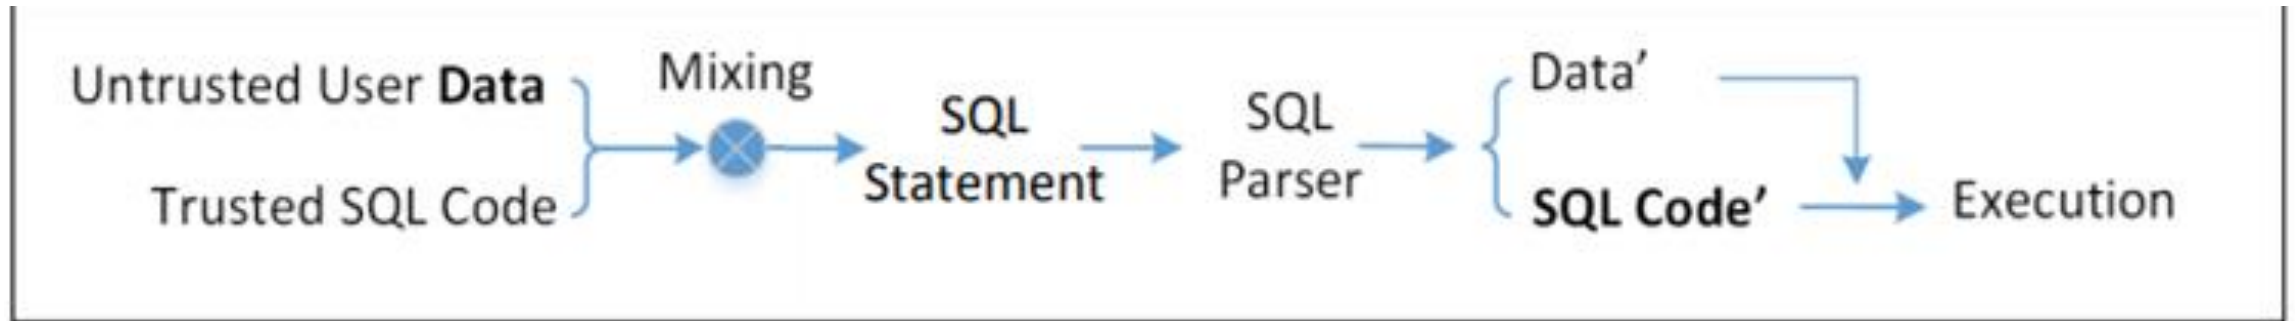 Untrusted User Data
Trusted SQL Code
Mixing
SQL
Statement
SQL
Parser
Data’
SQL Code’
Execution